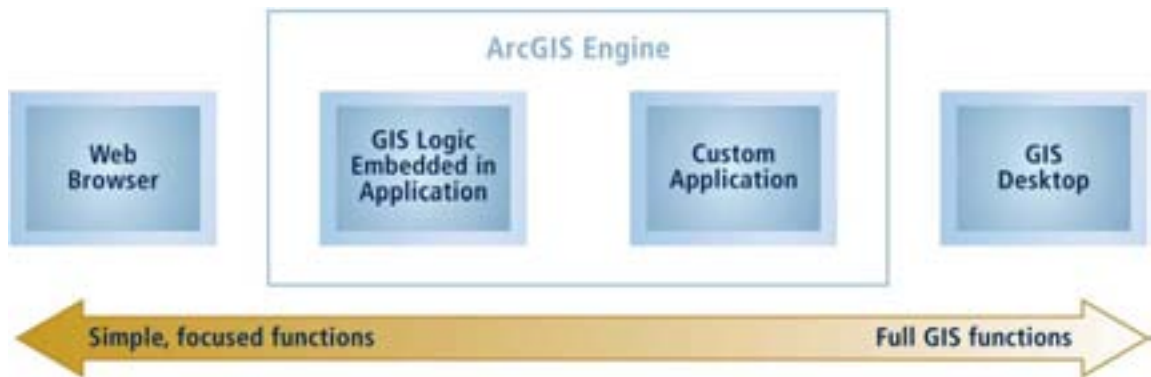 ArcGIS Engine
Web
Browser
GIS Logic
Embedded in
Application
Custom
Application
GIS
Desktop
Simple, focused functions
Full GIS functions